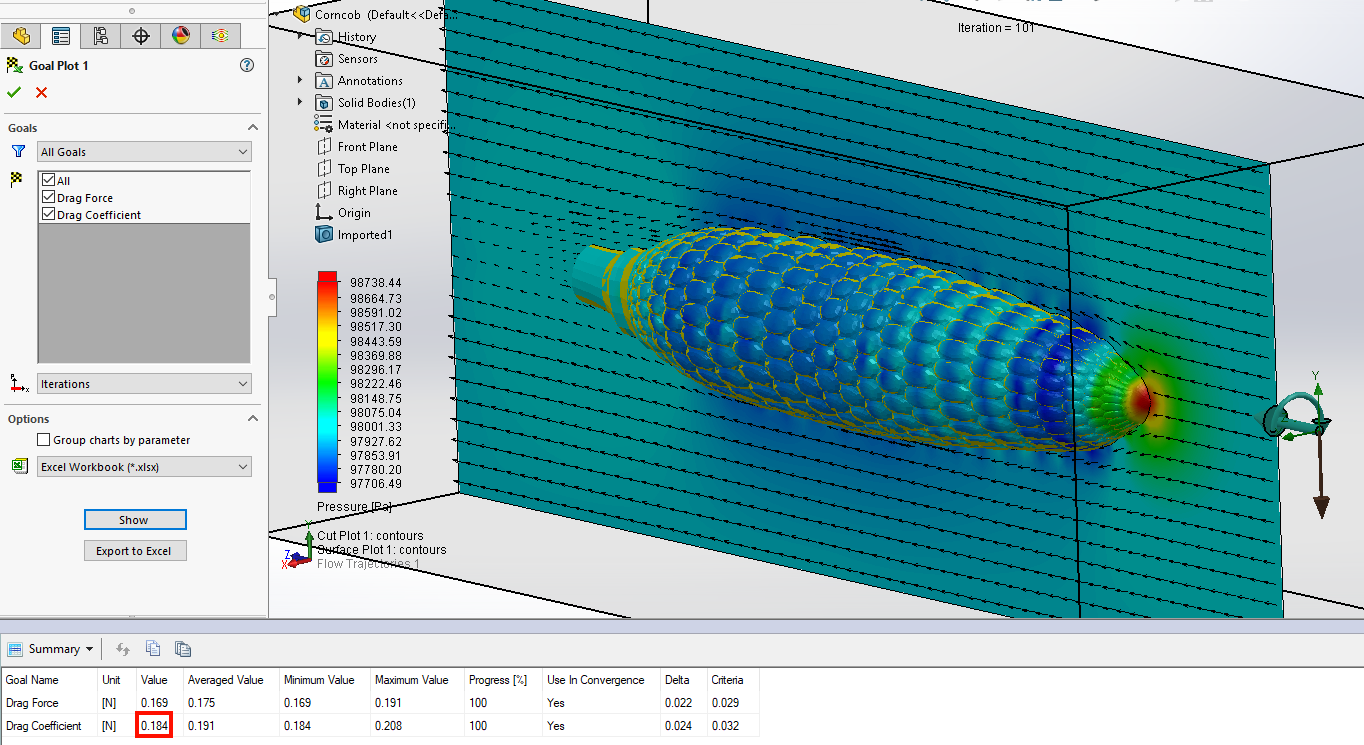 Goal Plot 1
Goals
All Goals
All
Drag Force
Drag Coefficient
Iterations
Options
Group charts by parameter
Excel Workbook (*.xlsx)
Show
Export to Excel
Corncob (Default<<Def...
History
Sensors
Annotations
Solid Bodies(1)
Material <not specifi...
Front Plane
Top Plane
Right Plane
Origin
Imported1
Iteration = 101
98738.44
98664.73
98591.02
98517.30
98443.59
98369.88
98296.17
98222.46
98148.75
98075.04
98001.33
97927.62
97853.91
97780.20
97706.49
Pressure [Pa]
Cut Plot 1: contours
Surface Plot 1: contours
Flow Trajectories 1
Y
Z
X
Y
Summary
Goal Name Unit Value Averaged Value Minimum Value Maximum Value Progress [%] Use In Convergence Delta Criteria
Drag Force [N] 0.169 0.175 0.169 0.191 100 Yes 0.022 0.029
Drag Coefficient [N] 0.184 0.191 0.184 0.208 100 Yes 0.024 0.032